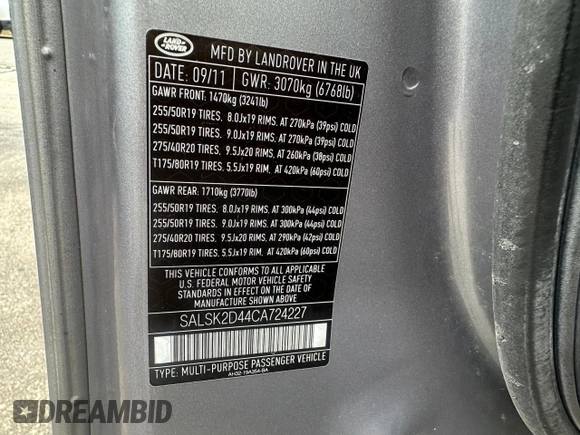 LAND
ROVER
MFD BY LANDROVER IN THE UK
DATE: 09/11 GWR: 3070kg (6768lb)
GAWR FRONT: 1470kg (3241lb)
255/50R19 TIRES, 8.0Jx19 RIMS, AT 270kPa (39psi) COLD
255/50R19 TIRES, 9.0Jx19 RIMS, AT 270kPa (39psi) COLD
275/40R20 TIRES, 9.5Jx20 RIMS, AT 260kPa (38psi) COLD
T175/80R19 TIRES, 5.5Jx19 RIM, AT 420kPa (60psi) COLD
GAWR REAR: 1710kg (3770lb)
255/50R19 TIRES, 8.0Jx19 RIMS, AT 300kPa (44psi) COLD
255/50R19 TIRES, 9.0Jx19 RIMS, AT 300kPa (44psi) COLD
275/40R20 TIRES, 9.5Jx20 RIMS, AT 290kPa (42psi) COLD
T175/80R19 TIRES, 5.5Jx19 RIM, AT 420kPa (60psi) COLD
THIS VEHICLE CONFORMS TO ALL APPLICABLE
U.S. FEDERAL MOTOR VEHICLE SAFETY
STANDARDS IN EFFECT ON THE DATE OF
MANUFACTURE SHOWN ABOVE.
SALSK2D44CA724227
TYPE: MULTI-PURPOSE PASSENGER VEHICLE
DREAMBID